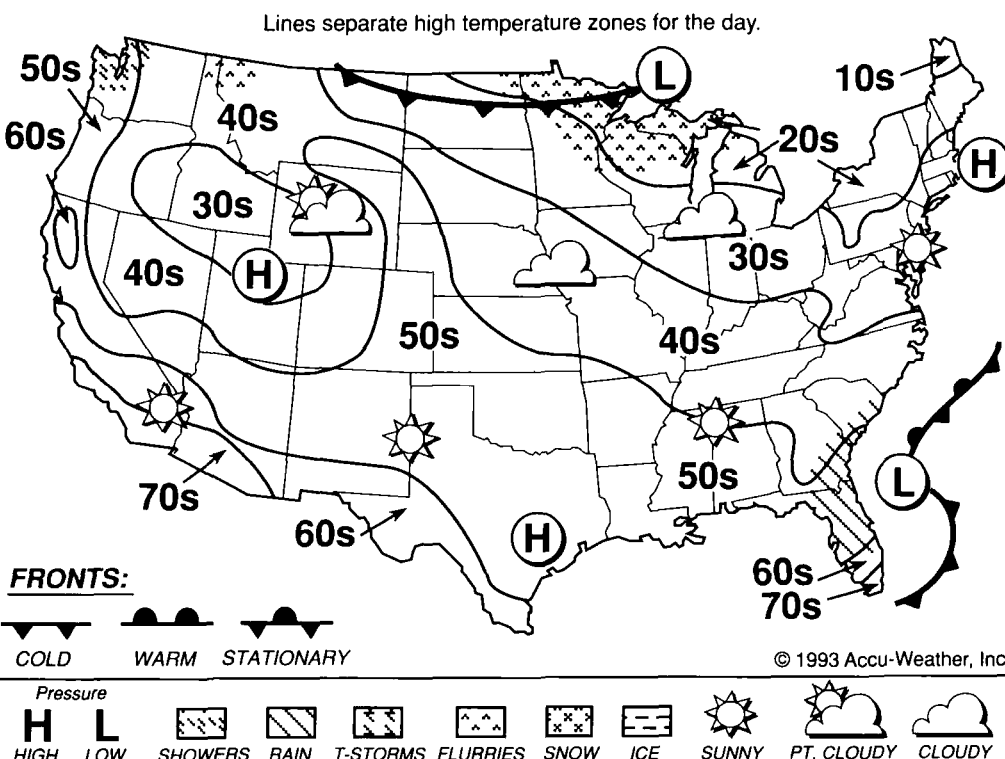 Lines separate high temperature zones for the day.
50s
60s
40s
30s
40s
H
L
10s
20s
H
30s
50s
40s
50s
L
70s
60s
H
60s
70s
FRONTS:
COLD WARM STATIONARY
© 1993 Accu-Weather, Inc
Pressure
H L
HIGH LOW SHOWERS RAIN T-STORMS FLURRIES SNOW ICE SUNNY PT. CLOUDY CLOUDY